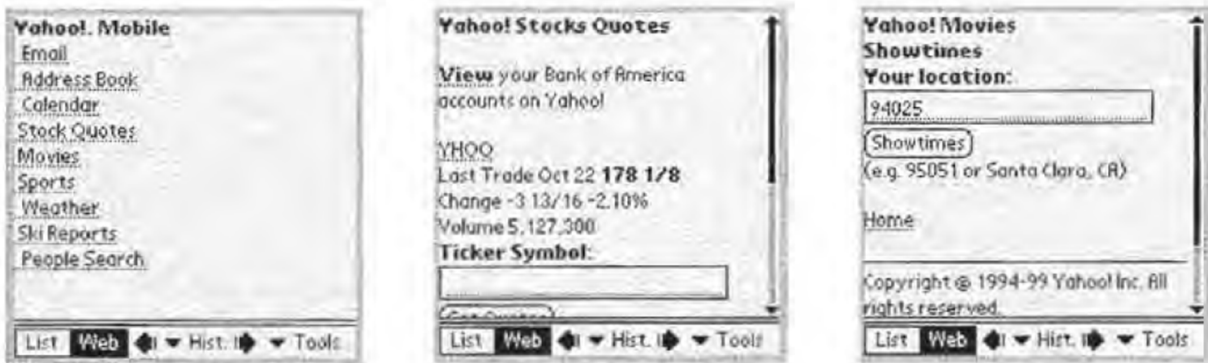 Yahoo!. Mobile
Email
Address Book
Calendar
Stock Quotes
Movies
Sports
Weather
Ski Reports
People Search
List Web Hist. Tools
Yahoo! Stocks Quotes
View your Bank of America
accounts on Yahoo!
YHOO
Last Trade Oct 22 178 1/8
Change -3 13/16 -2.10%
Volume 5,127,300
Ticker Symbol:
Get Quotes
List Web Hist. Tools
Yahoo! Movies
Showtimes
Your location:
94025
Showtimes
(e.g. 95051 or Santa Clara, CA)
Home
Copyright @ 1994-99 Yahoo! Inc. All
rights reserved.
List Web Hist. Tools